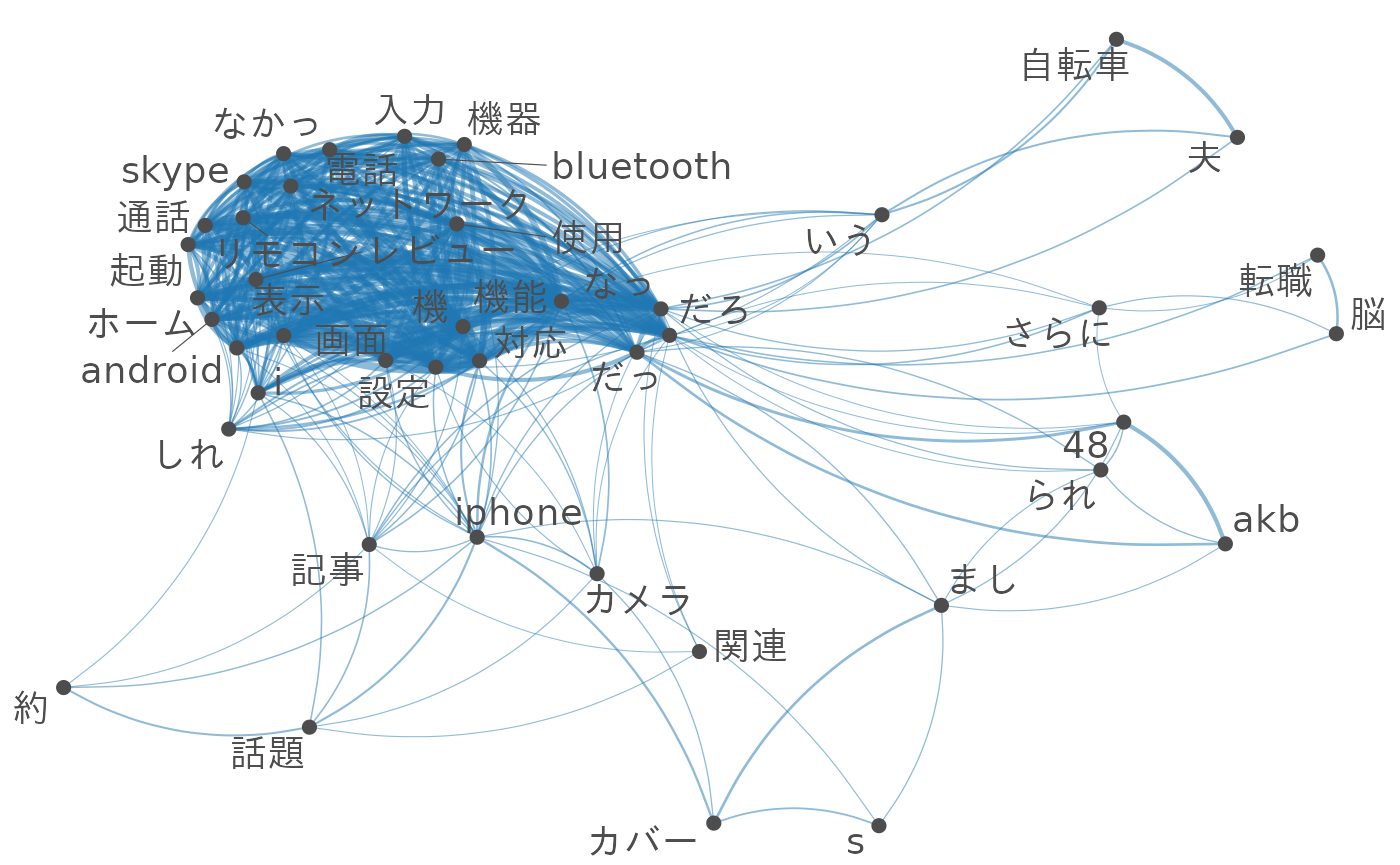 自転車
入力
機器
なかっ
電話
bluetooth
夫
skype
ネットワーク
通話
使用
いう
リモコン
レビュー
起動
なっ
転職
表示
機
機能
だろ
脳
ホーム
画面
対応
さらに
android
i
設定
だっ
48
しれ
られ
iphone
akb
記事
まし
カメラ
関連
約
話題
カバー
s